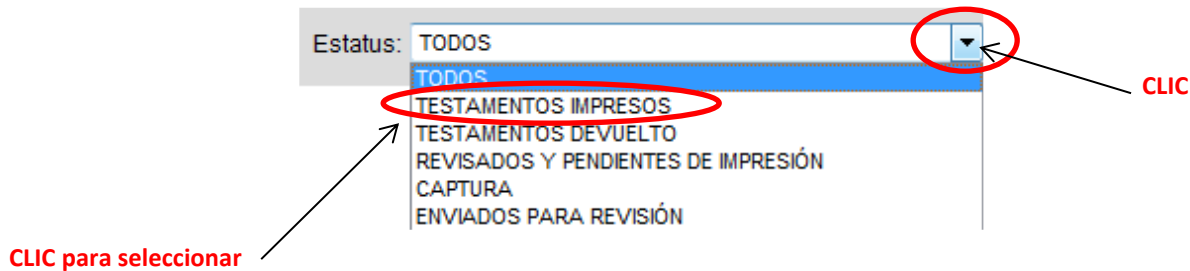 Estatus: TODOS
TODOS
CLIC
TESTAMENTOS IMPRESOS
TESTAMENTOS DEVUELTO
REVISADOS Y PENDIENTES DE IMPRESIÓN
CAPTURA
ENVIADOS PARA REVISIÓN
CLIC para seleccionar